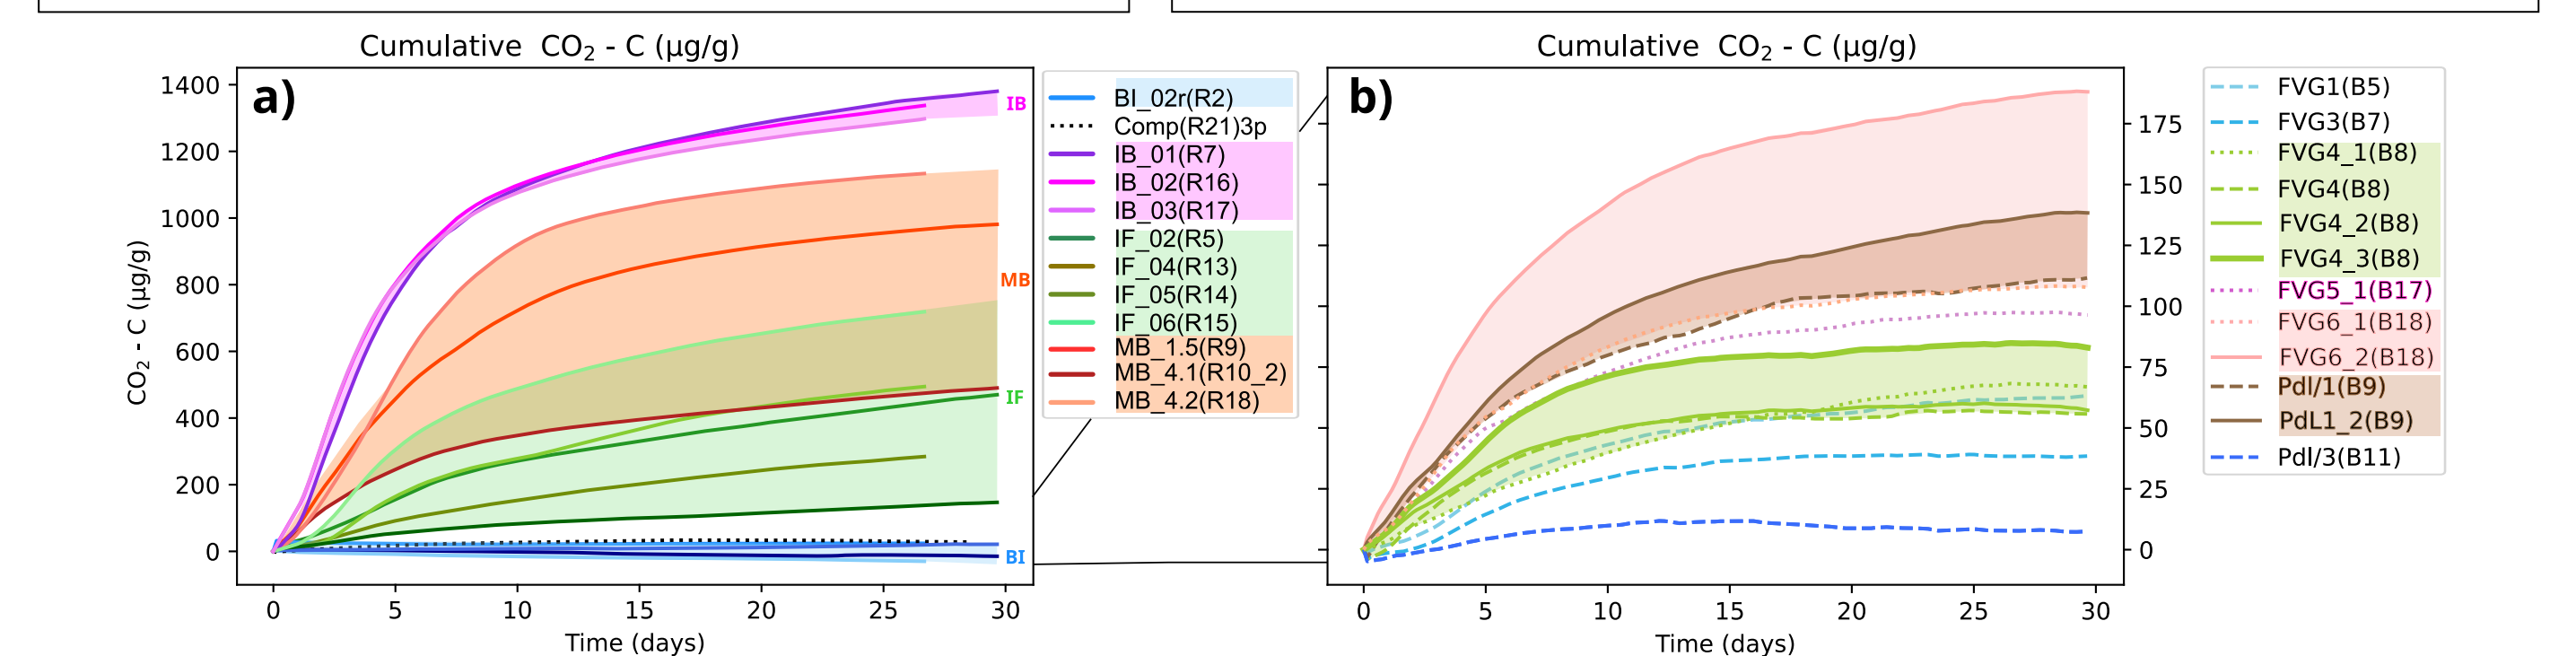 Cumulative CO₂ - C (µg/g)
a)
CO₂ - C (µg/g)
1400
1200
1000
800
600
400
200
0
0 5 10 15 20 25 30
Time (days)
IB
MB
IF
BI
BI_02r(R2)
Comp(R21)3p
IB_01(R7)
IB_02(R16)
IB_03(R17)
IF_02(R5)
IF_04(R13)
IF_05(R14)
IF_06(R15)
MB_1.5(R9)
MB_4.1(R10_2)
MB_4.2(R18)
Cumulative CO₂ - C (µg/g)
b)
175
150
125
100
75
50
25
0
0 5 10 15 20 25 30
Time (days)
FVG1(B5)
FVG3(B7)
FVG4_1(B8)
FVG4(B8)
FVG4_2(B8)
FVG4_3(B8)
FVG5_1(B17)
FVG6_1(B18)
FVG6_2(B18)
Pdl/1(B9)
PdL1_2(B9)
Pdl/3(B11)